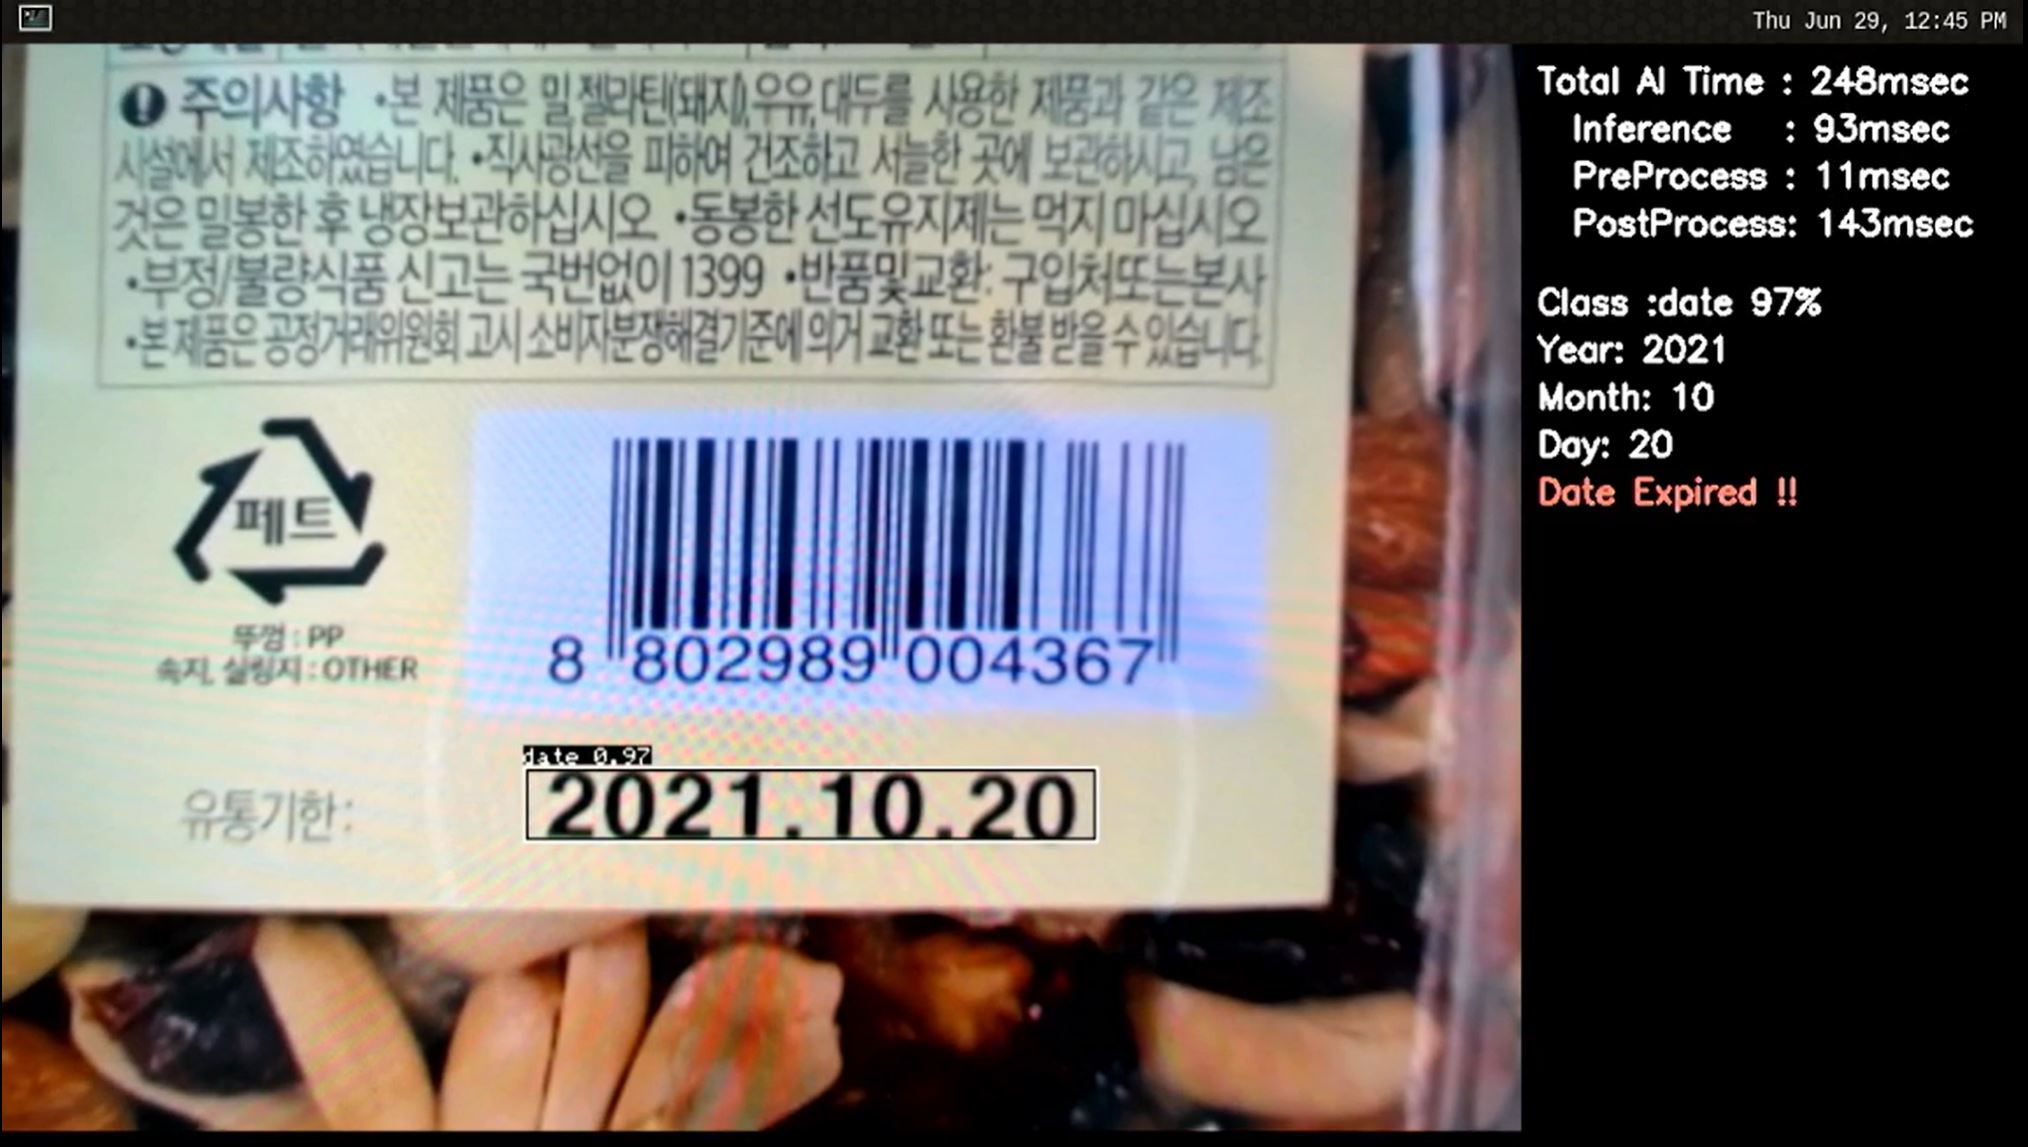 Thu Jun 29, 12:45 PM
주의사항 •본 제품은 밀,젤라틴(돼지),우유,대두를 사용한 제품과 같은 제조
시설에서 제조하였습니다. •직사광선을 피하여 건조하고 서늘한 곳에 보관하시고, 남은
것은 밀봉한 후 냉장보관하십시오 •동봉한 선도유지제는 먹지 마십시오
•부정/불량식품 신고는 국번없이 1399 •반품및교환: 구입처또는본사
•본 제품은 공정거래위원회 고시 소비자분쟁해결기준에 의거 교환 또는 환불 받을 수 있습니다.
페트
뚜껑 : PP
속지, 실링지 : OTHER
8 802989 004367
date 0.97
유통기한: 2021.10.20
Total AI Time : 248msec
Inference : 93msec
PreProcess : 11msec
PostProcess: 143msec
Class :date 97%
Year: 2021
Month: 10
Day: 20
Date Expired !!